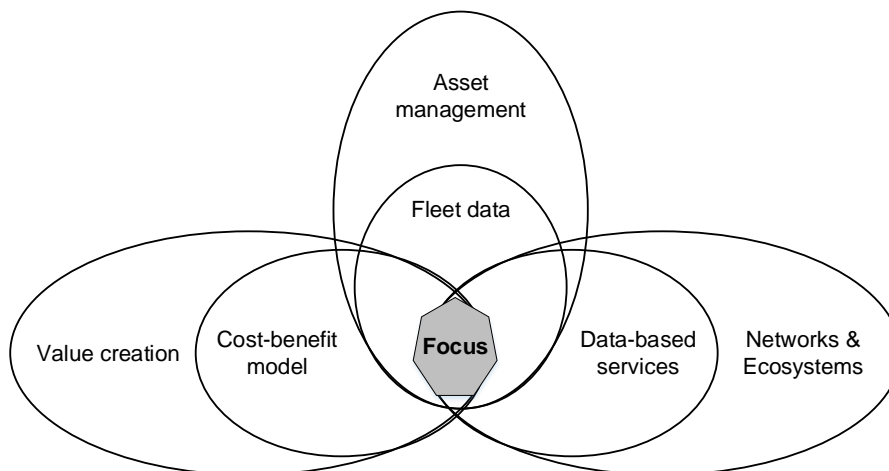 Asset
management
Fleet data
Value creation
Cost-benefit
model
Focus
Data-based
services
Networks &
Ecosystems